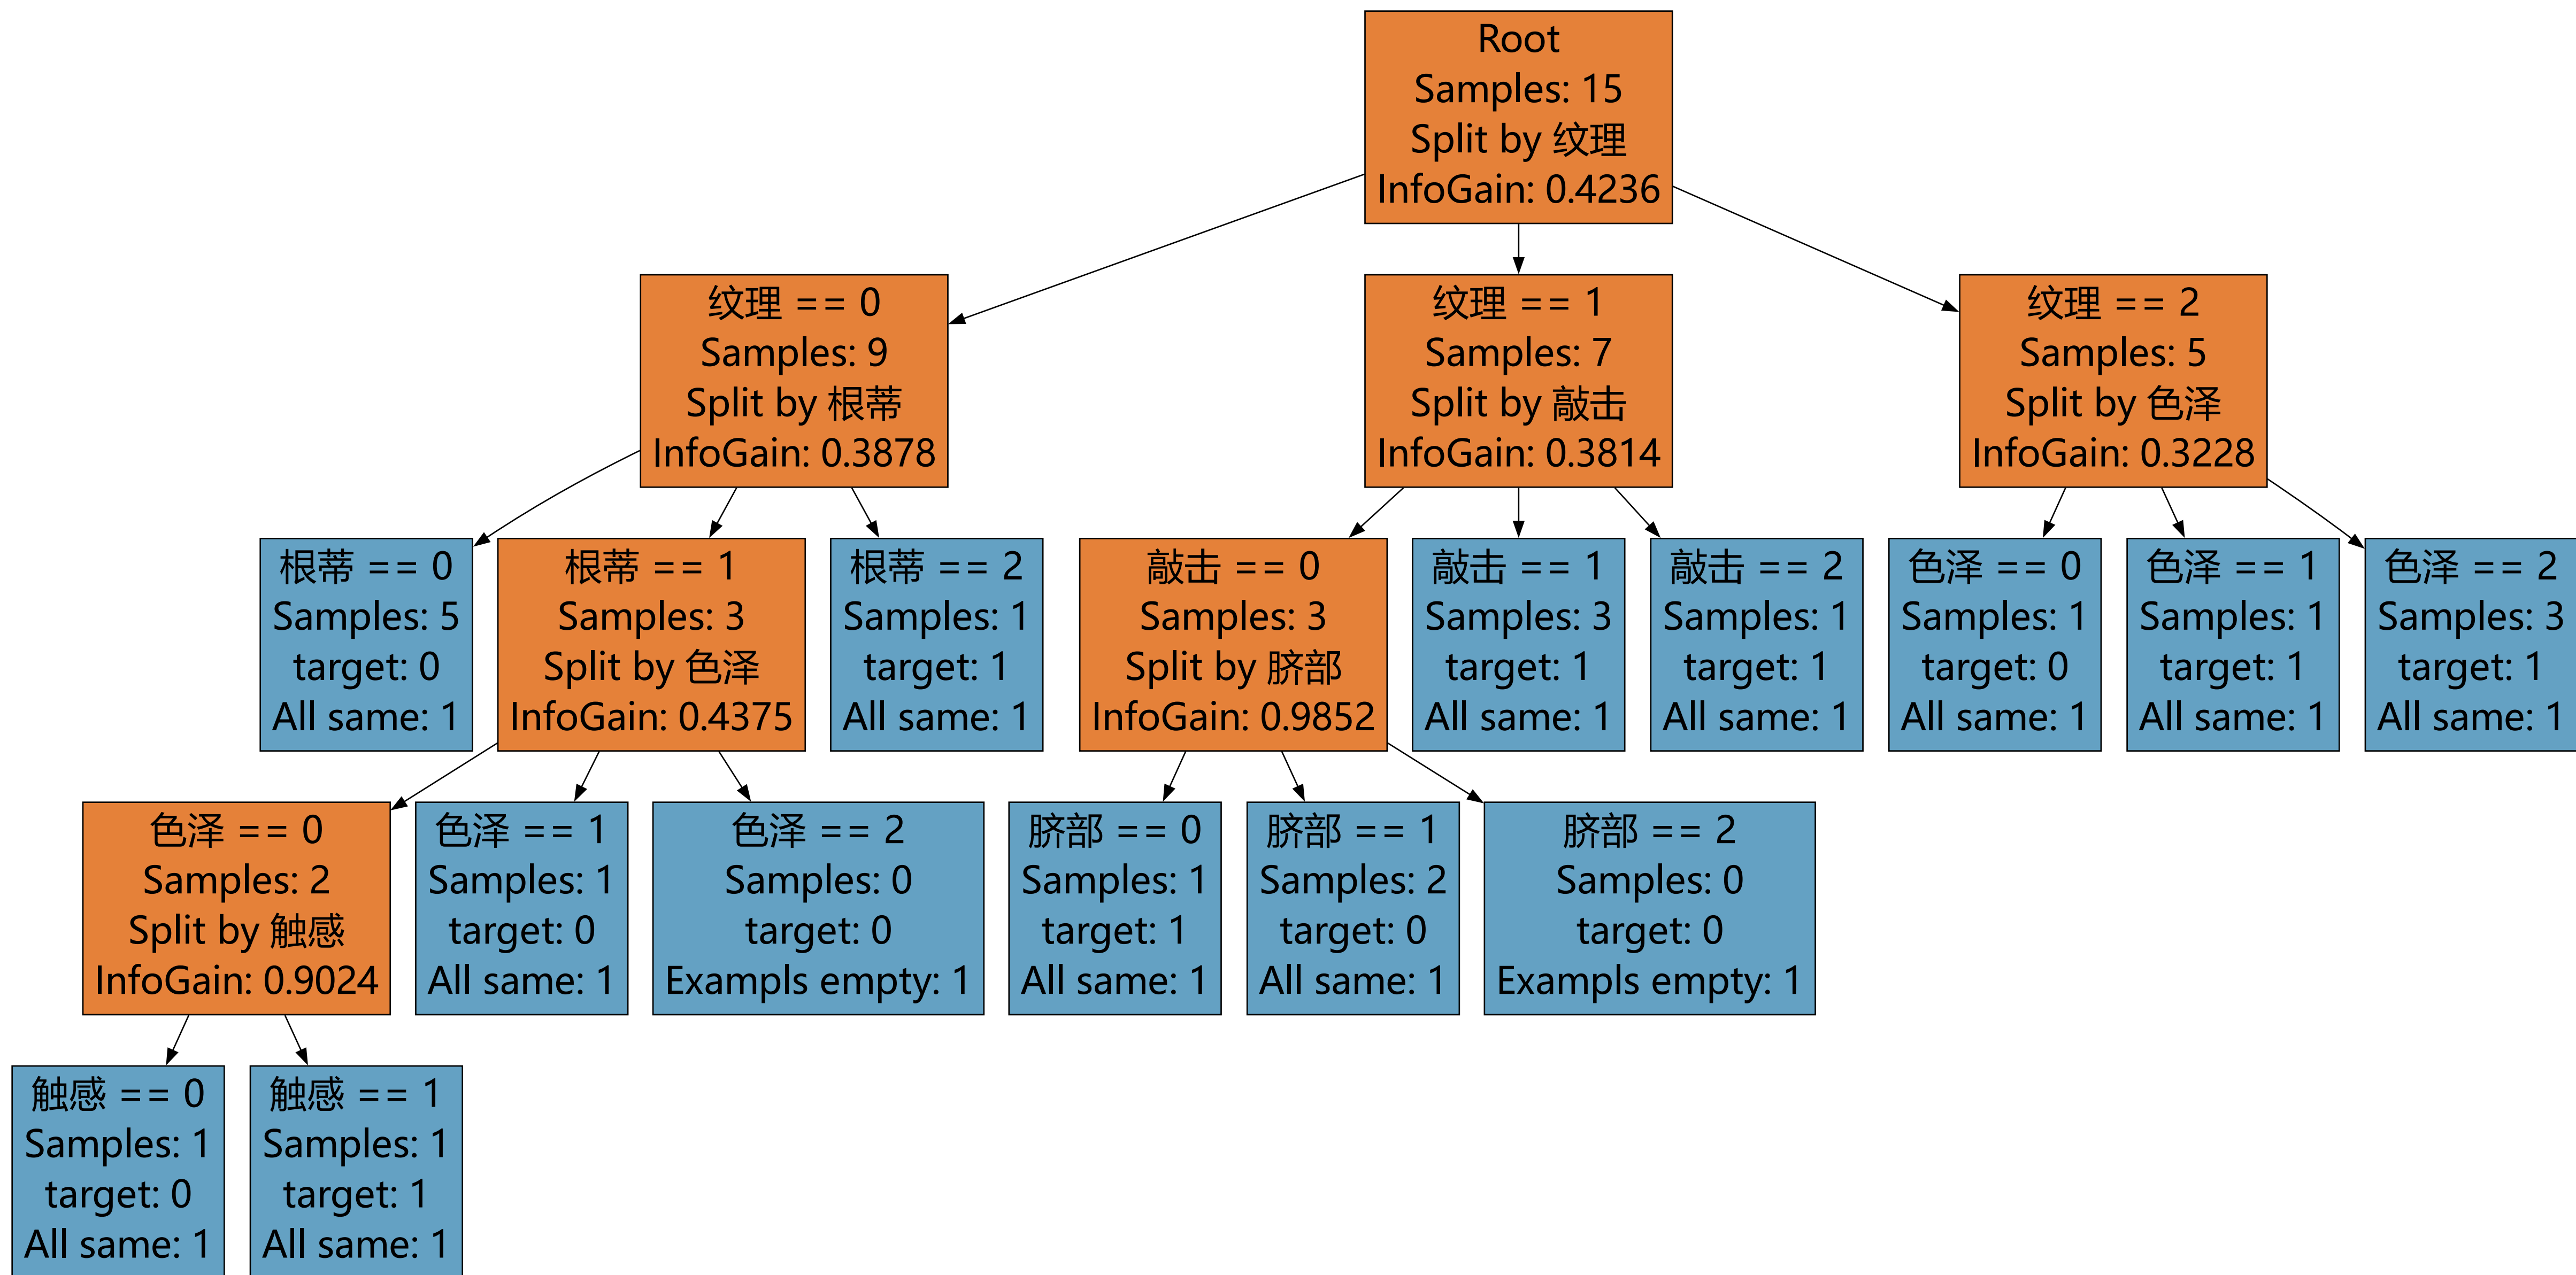 Root
Samples: 15
Split by 纹理
InfoGain: 0.4236
纹理 == 0
Samples: 9
Split by 根蒂
InfoGain: 0.3878
纹理 == 1
Samples: 7
Split by 敲击
InfoGain: 0.3814
纹理 == 2
Samples: 5
Split by 色泽
InfoGain: 0.3228
根蒂 == 0
Samples: 5
target: 0
All same: 1
根蒂 == 1
Samples: 3
Split by 色泽
InfoGain: 0.4375
根蒂 == 2
Samples: 1
target: 1
All same: 1
敲击 == 0
Samples: 3
Split by 脐部
InfoGain: 0.9852
敲击 == 1
Samples: 3
target: 1
All same: 1
敲击 == 2
Samples: 1
target: 1
All same: 1
色泽 == 0
Samples: 1
target: 0
All same: 1
色泽 == 1
Samples: 1
target: 1
All same: 1
色泽 == 2
Samples: 3
target: 1
All same: 1
色泽 == 0
Samples: 2
Split by 触感
InfoGain: 0.9024
色泽 == 1
Samples: 1
target: 0
All same: 1
色泽 == 2
Samples: 0
target: 0
Exampls empty: 1
脐部 == 0
Samples: 1
target: 1
All same: 1
脐部 == 1
Samples: 2
target: 0
All same: 1
脐部 == 2
Samples: 0
target: 0
Exampls empty: 1
触感 == 0
Samples: 1
target: 0
All same: 1
触感 == 1
Samples: 1
target: 1
All same: 1